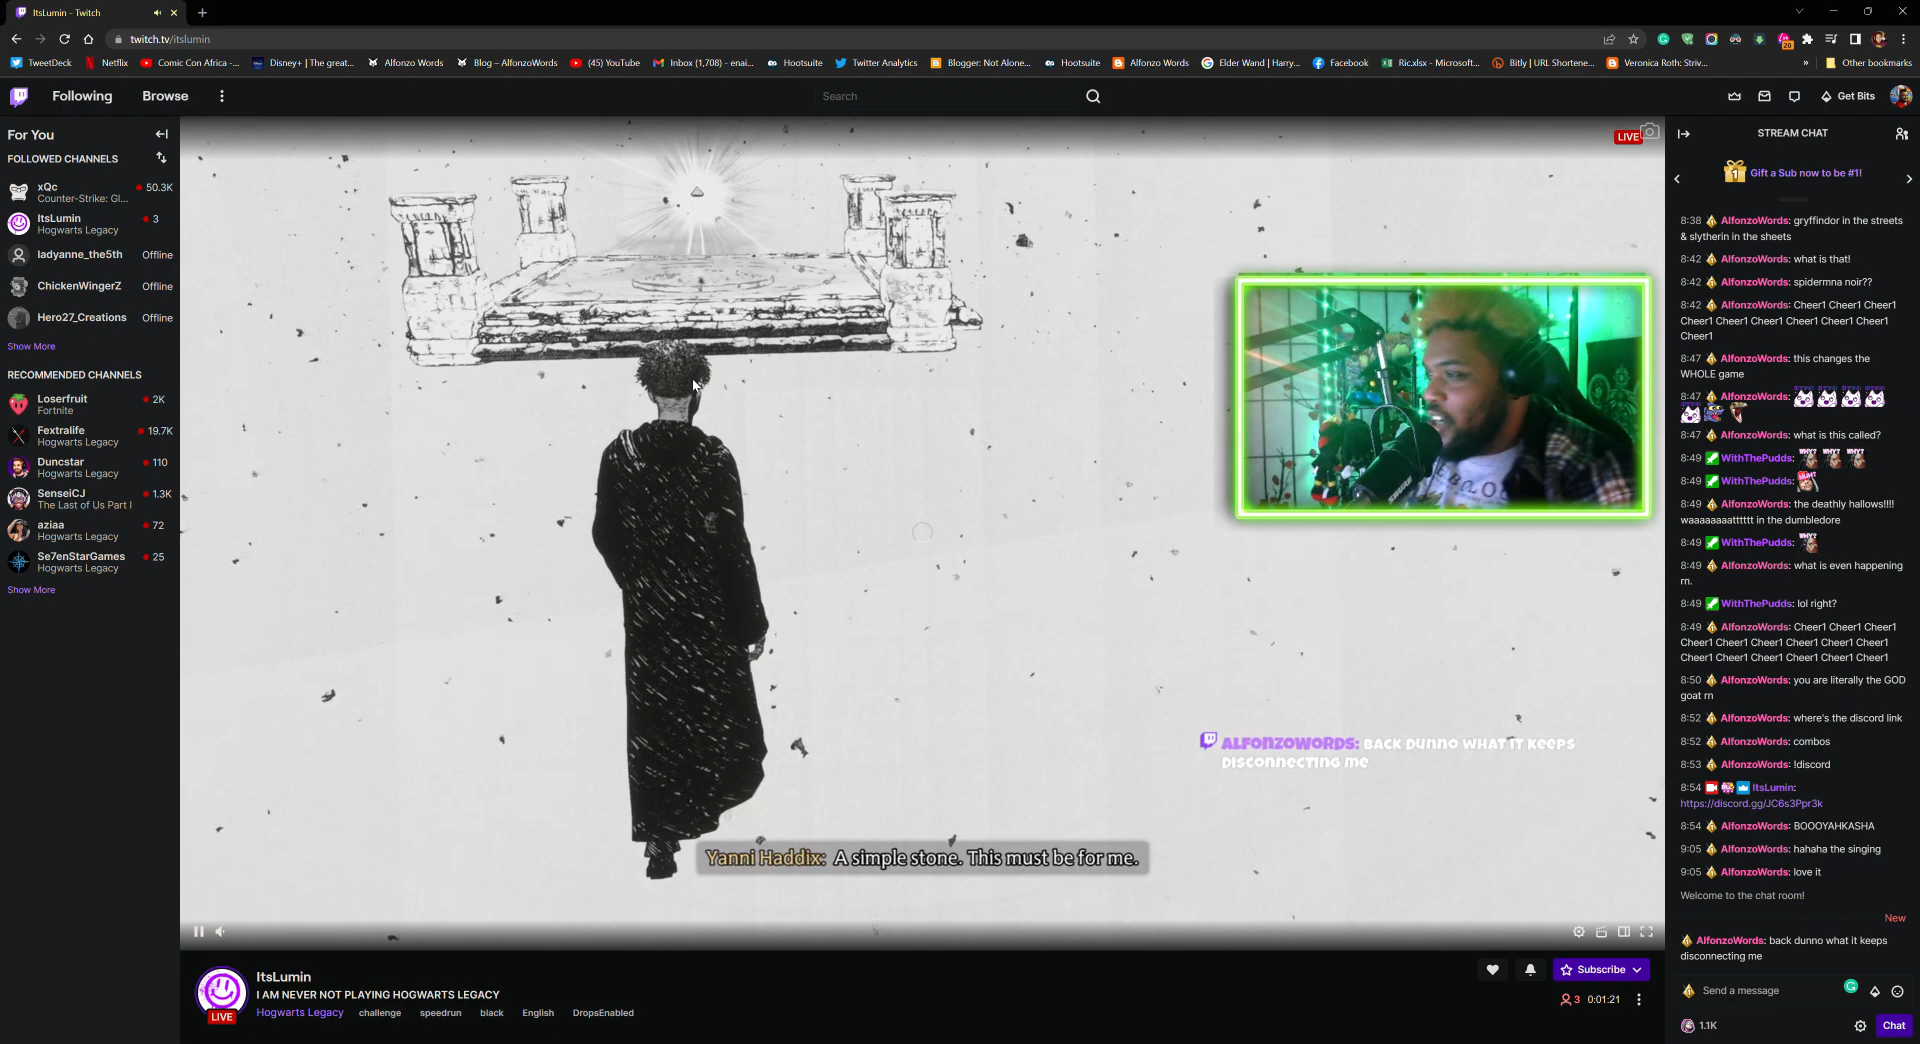 ItsLumin - Twitch
twitch.tv/itslumin
20
TweetDeck
Netflix
Comic Con Africa -...
Disney+ | The great...
Alfonzo Words
Blog – AlfonzoWords
(45) YouTube
Inbox (1,708) - enai...
Hootsuite
Twitter Analytics
Blogger: Not Alone...
Hootsuite
Alfonzo Words
Elder Wand | Harry...
Facebook
Ric.xlsx - Microsoft...
Bitly | URL Shortene...
Veronica Roth: Striv...
»
Other bookmarks
Following
Browse
Search
Get Bits
For You
FOLLOWED CHANNELS
xQc
50.3K
Counter-Strike: Gl...
ItsLumin
3
Hogwarts Legacy
ladyanne_the5th
Offline
ChickenWingerZ
Offline
Hero27_Creations
Offline
Show More
RECOMMENDED CHANNELS
Loserfruit
2K
Fortnite
Fextralife
19.7K
Hogwarts Legacy
Duncstar
110
Hogwarts Legacy
SenseiCJ
1.3K
The Last of Us Part I
aziaa
72
Hogwarts Legacy
Se7enStarGames
25
Hogwarts Legacy
Show More
LIVE
SHURE
ALFONZOWORDS: BACK DUNNO WHAT IT KEEPS
DISCONNECTING ME
Yanni Haddix: A simple stone. This must be for me.
ItsLumin
I AM NEVER NOT PLAYING HOGWARTS LEGACY
LIVE
Hogwarts Legacy
challenge
speedrun
black
English
DropsEnabled
Subscribe
3
0:01:21
STREAM CHAT
1
Gift a Sub now to be #1!
8:38 AlfonzoWords: gryffindor in the streets
& slytherin in the sheets
8:42 AlfonzoWords: what is that!
8:42 AlfonzoWords: spidermna noir??
8:42 AlfonzoWords: Cheer1 Cheer1 Cheer1
Cheer1 Cheer1 Cheer1 Cheer1 Cheer1 Cheer1
Cheer1
8:47 AlfonzoWords: this changes the
WHOLE game
8:47 AlfonzoWords:
8:47 AlfonzoWords: what is this called?
8:49 WithThePudds: WHY? WHY? WHY?
8:49 WithThePudds:
8:49 AlfonzoWords: the deathly hallows!!!!
waaaaaaaatttttt in the dumbledore
8:49 WithThePudds: WHY?
8:49 AlfonzoWords: what is even happening
rn.
8:49 WithThePudds: lol right?
8:49 AlfonzoWords: Cheer1 Cheer1 Cheer1
Cheer1 Cheer1 Cheer1 Cheer1 Cheer1 Cheer1
Cheer1 Cheer1 Cheer1 Cheer1 Cheer1 Cheer1
8:50 AlfonzoWords: you are literally the GOD
goat rn
8:52 AlfonzoWords: where's the discord link
8:52 AlfonzoWords: combos
8:53 AlfonzoWords: !discord
8:54 ItsLumin:
https://discord.gg/JC6s3Ppr3k
8:54 AlfonzoWords: BOOOYAHKASHA
9:05 AlfonzoWords: hahaha the singing
9:05 AlfonzoWords: love it
Welcome to the chat room!
New
AlfonzoWords: back dunno what it keeps
disconnecting me
Send a message
1.1K
Chat